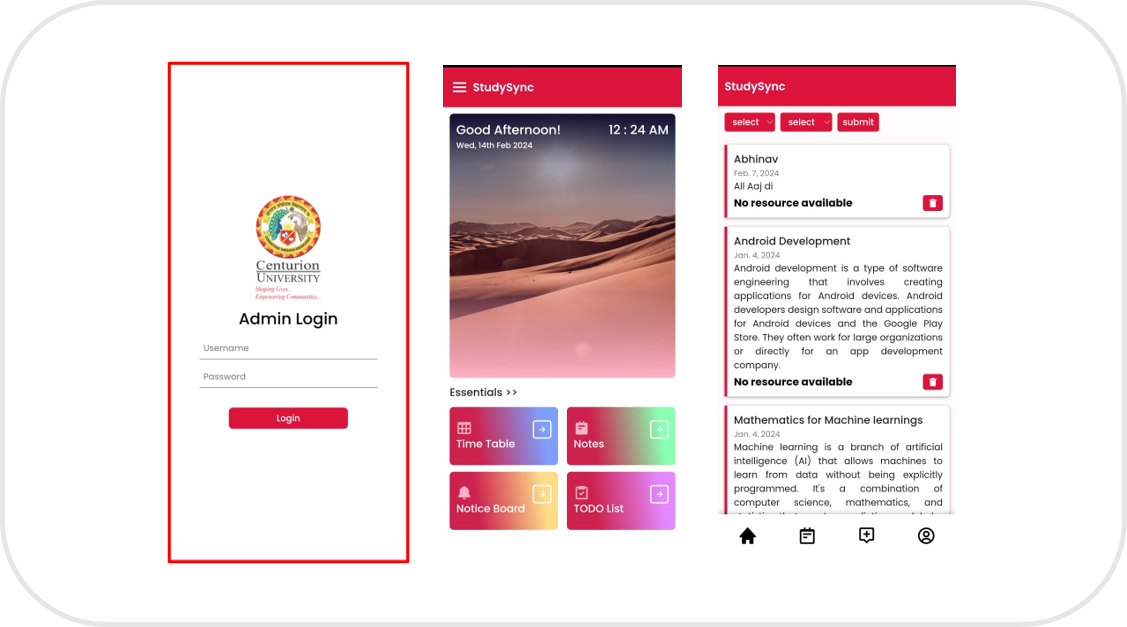 Centurion
UNIVERSITY
Shaping Lives...
Empowering Communities...
Admin Login
Username
Password
Login
StudySync
Good Afternoon!
12 : 24 AM
Wed, 14th Feb 2024
Essentials >>
Time Table
Notes
Notice Board
TODO List
StudySync
select
select
submit
Abhinav
Feb. 7, 2024
All Aaj di
No resource available
Android Development
Jan. 4, 2024
Android development is a type of software
engineering that involves creating
applications for Android devices. Android
developers design software and applications
for Android devices and the Google Play
Store. They often work for large organizations
or directly for an app development
company.
No resource available
Mathematics for Machine learnings
Jan. 4, 2024
Machine learning is a branch of artificial
intelligence (AI) that allows machines to
learn from data without being explicitly
programmed. It's a combination of
computer science, mathematics, and